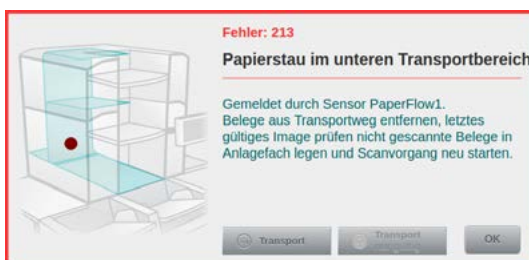 Fehler: 213
Papierstau im unteren Transportbereich
Gemeldet durch Sensor PaperFlow1.
Belege aus Transportweg entfernen, letztes
gültiges Image prüfen nicht gescannte Belege in
Anlagefach legen und Scanvorgang neu starten.
Transport
Transport
OK